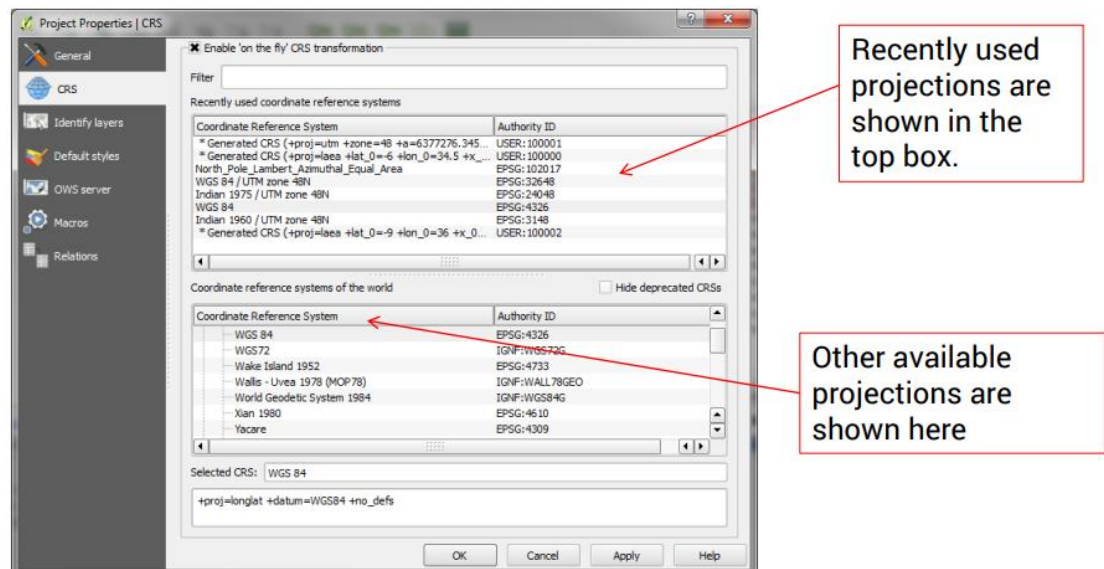 Project Properties | CRS
General
CRS
Identify layers
Default styles
OWS server
Macros
Relations
Enable 'on the fly' CRS transformation
Filter
Recently used coordinate reference systems
Coordinate Reference System Authority ID
* Generated CRS (+proj=utm +zone=48 +a=6377276.345... USER:100001
* Generated CRS (+proj=laea +lat_0=-6 +lon_0=34.5 +x_... USER:100000
North_Pole_Lambert_Azimuthal_Equal_Area EPSG:102017
WGS 84 / UTM zone 48N EPSG:32648
Indian 1975 / UTM zone 48N EPSG:24048
WGS 84 EPSG:4326
Indian 1960 / UTM zone 48N EPSG:3148
* Generated CRS (+proj=laea +lat_0=-9 +lon_0=36 +x_0... USER:100002
Coordinate reference systems of the world Hide deprecated CRSs
Coordinate Reference System Authority ID
WGS 84 EPSG:4326
WGS72 IGNF:WGS72G
Wake Island 1952 EPSG:4733
Wallis - Uvea 1978 (MOP78) IGNF:WALL78GEO
World Geodetic System 1984 IGNF:WGS84G
Xian 1980 EPSG:4610
Yacare EPSG:4309
Selected CRS: WGS 84
+proj=longlat +datum=WGS84 +no_defs
OK Cancel Apply Help
Recently used
projections are
shown in the
top box.
Other available
projections are
shown here